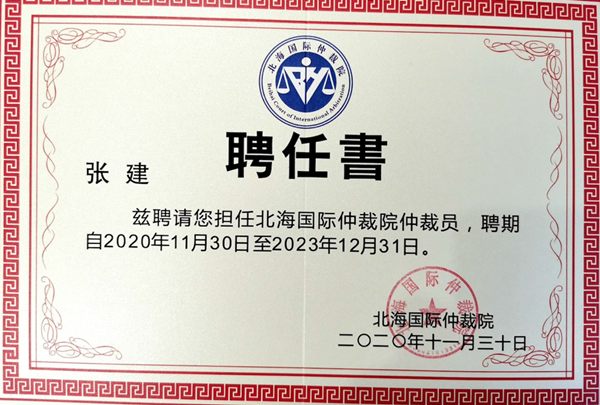 北海国际仲裁院
Beihai Court of International Arbitration
聘任書
张 建
兹聘请您担任北海国际仲裁院仲裁员，聘期
自2020年11月30日至2023年12月31日。
北海国际仲裁院
北海国际仲裁院
二〇二〇年十一月三十日